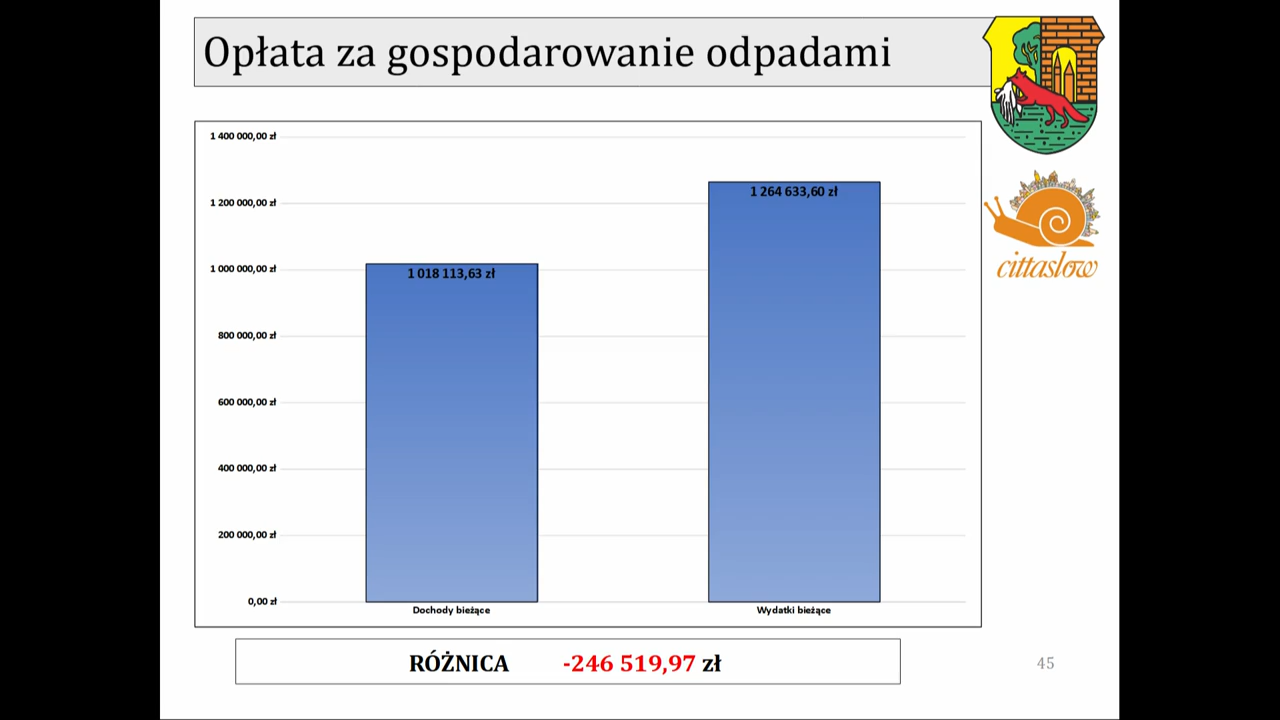 Opłata za gospodarowanie odpadami
1 400 000,00 zł
1 200 000,00 zł
1 000 000,00 zł
800 000,00 zł
600 000,00 zł
400 000,00 zł
200 000,00 zł
0,00 zł
1 018 113,63 zł
1 264 633,60 zł
Dochody bieżące
Wydatki bieżące
cittaslow
RÓŻNICA -246 519,97 zł
45